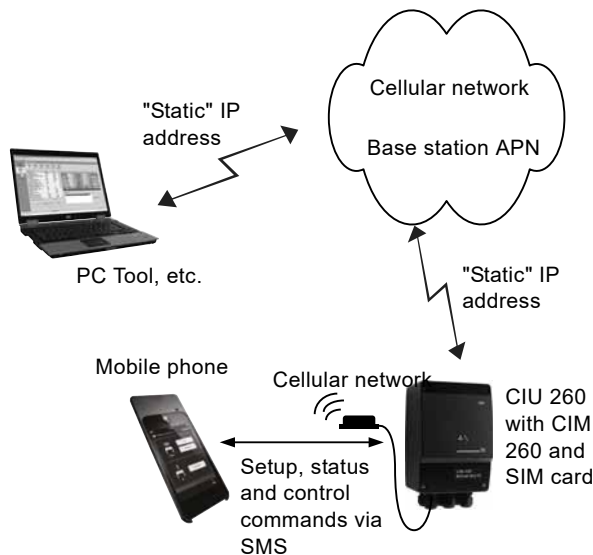 Cellular network
Base station APN
"Static" IP
address
PC Tool, etc.
"Static" IP
address
Mobile phone
Cellular network
CIU 260
with CIM
260 and
SIM card
Setup, status
and control
commands via
SMS